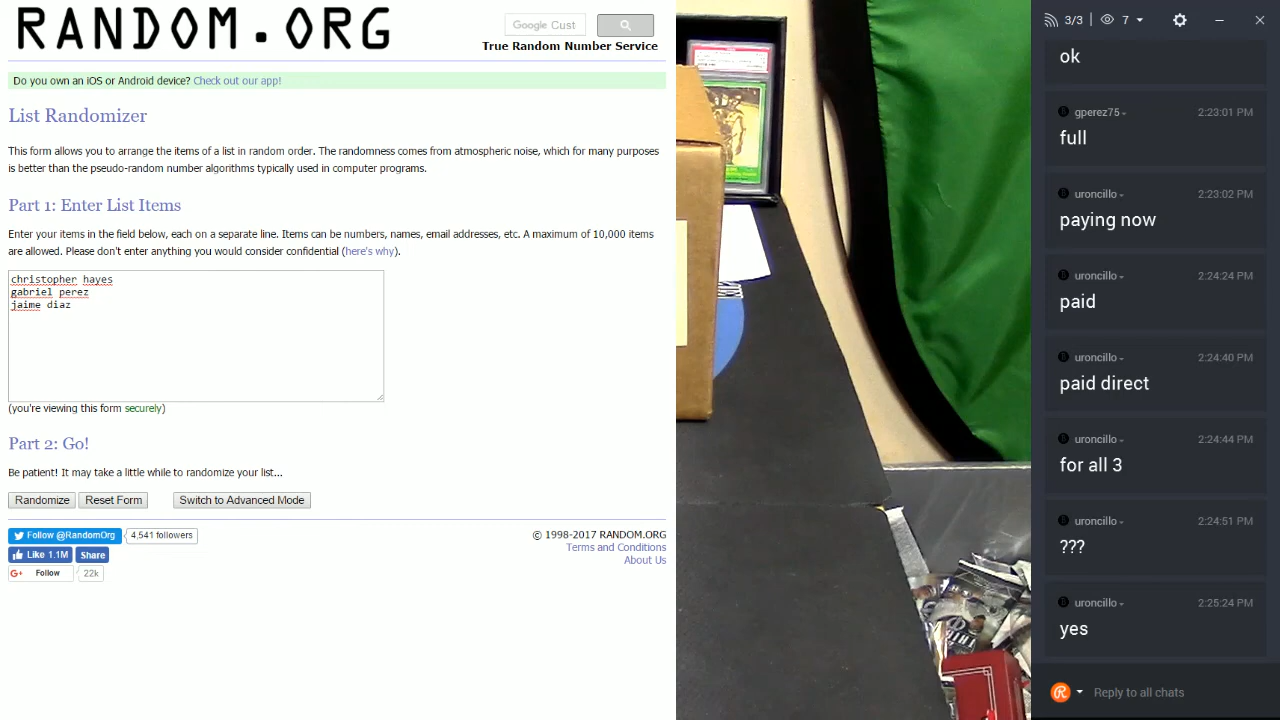 RANDOM.ORG
Google Cust
True Random Number Service
Do you own an iOS or Android device? Check out our app!
List Randomizer
This form allows you to arrange the items of a list in random order. The randomness comes from atmospheric noise, which for many purposes
is better than the pseudo-random number algorithms typically used in computer programs.
Part 1: Enter List Items
Enter your items in the field below, each on a separate line. Items can be numbers, names, email addresses, etc. A maximum of 10,000 items
are allowed. Please don't enter anything you would consider confidential (here's why).
christopher hayes
gabriel perez
jaime diaz
(you're viewing this form securely)
Part 2: Go!
Be patient! It may take a little while to randomize your list...
Randomize Reset Form Switch to Advanced Mode
Follow @RandomOrg 4,541 followers
Like 1.1M Share
G+ Follow 22k
© 1998-2017 RANDOM.ORG
Terms and Conditions
About Us
3/3 7
ok
gperez75 2:23:01 PM
full
uroncillo 2:23:02 PM
paying now
uroncillo 2:24:24 PM
paid
uroncillo 2:24:40 PM
paid direct
uroncillo 2:24:44 PM
for all 3
uroncillo 2:24:51 PM
???
uroncillo 2:25:24 PM
yes
Reply to all chats